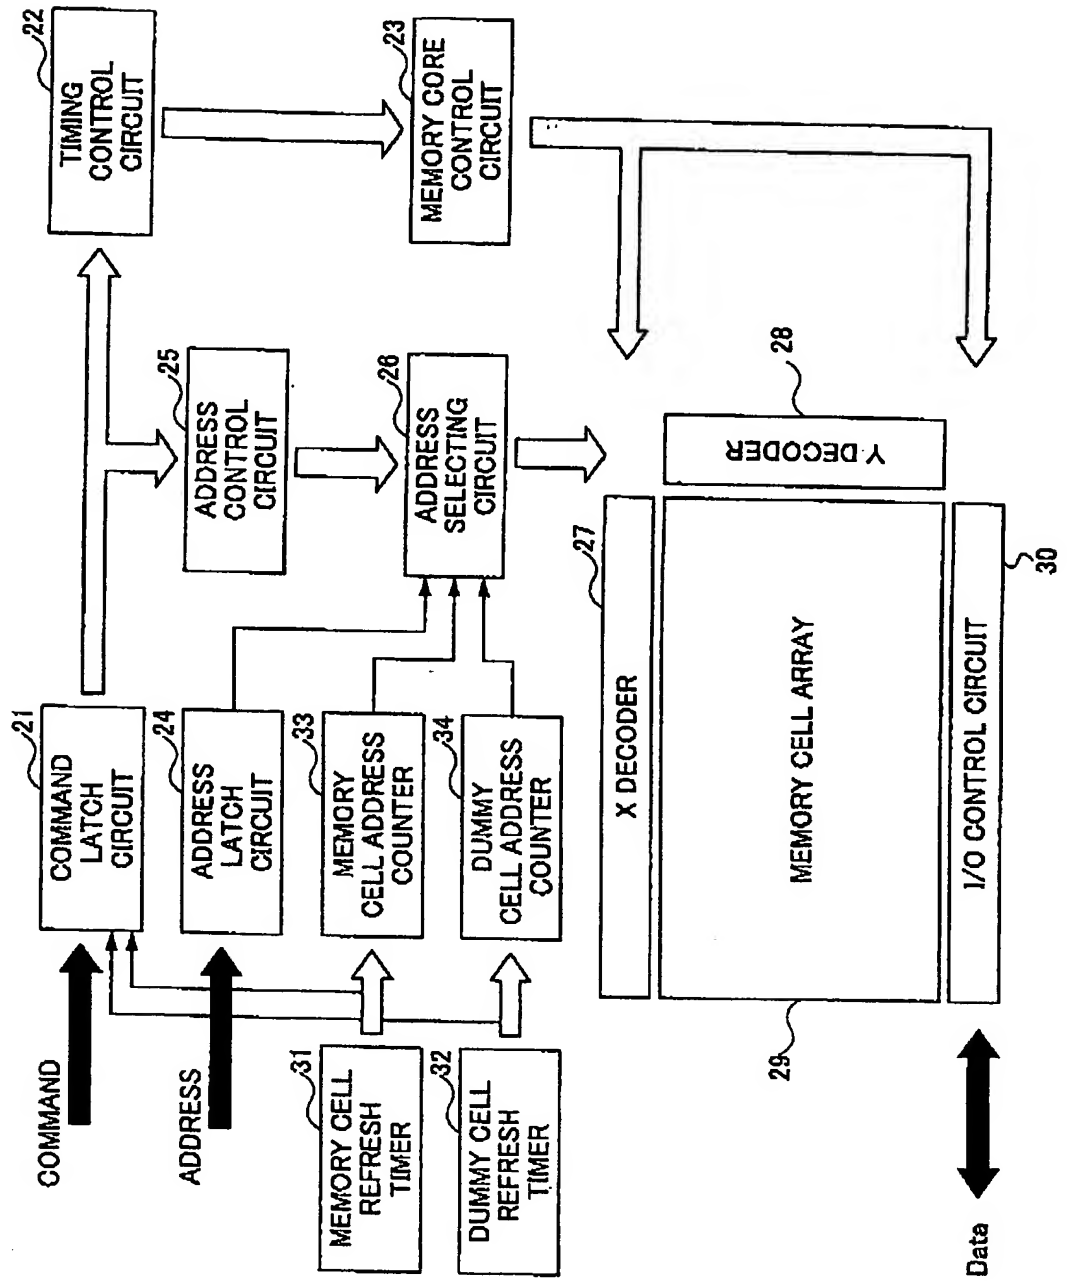 COMMAND
21
COMMAND
LATCH
CIRCUIT
22
TIMING
CONTROL
CIRCUIT
ADDRESS
24
ADDRESS
LATCH
CIRCUIT
25
ADDRESS
CONTROL
CIRCUIT
31
MEMORY CELL
REFRESH
TIMER
33
MEMORY
CELL ADDRESS
COUNTER
26
ADDRESS
SELECTING
CIRCUIT
23
MEMORY CORE
CONTROL
CIRCUIT
32
DUMMY CELL
REFRESH
TIMER
34
DUMMY
CELL ADDRESS
COUNTER
27
X DECODER
29
MEMORY CELL ARRAY
Y DECODER
28
I/O CONTROL CIRCUIT
30
Data